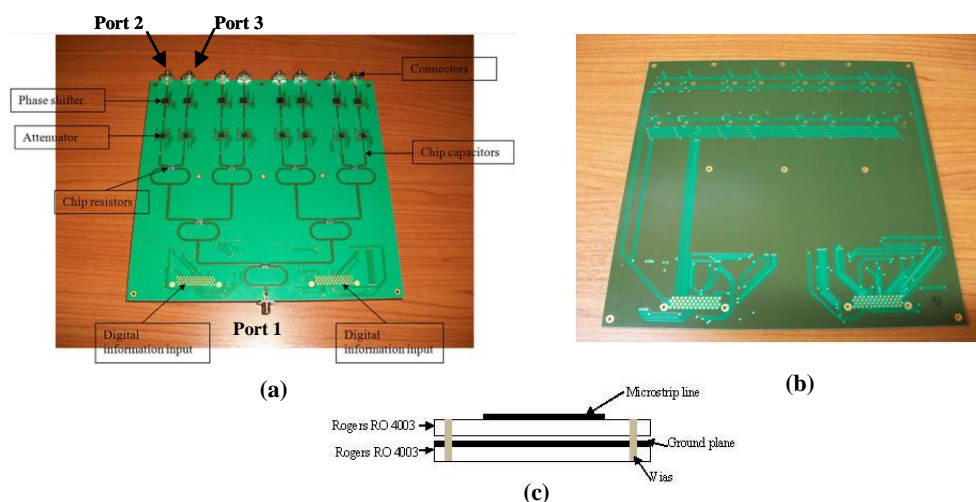 Port 2 Port 3
Connectors
Phase shifter
Attenuator
Chip capacitors
Chip resistors
Port 1
Digital
information input
Digital
information input
(a)
(b)
Microstrip line
Rogers RO 4003
Ground plane
Rogers RO 4003
Wias
(c)